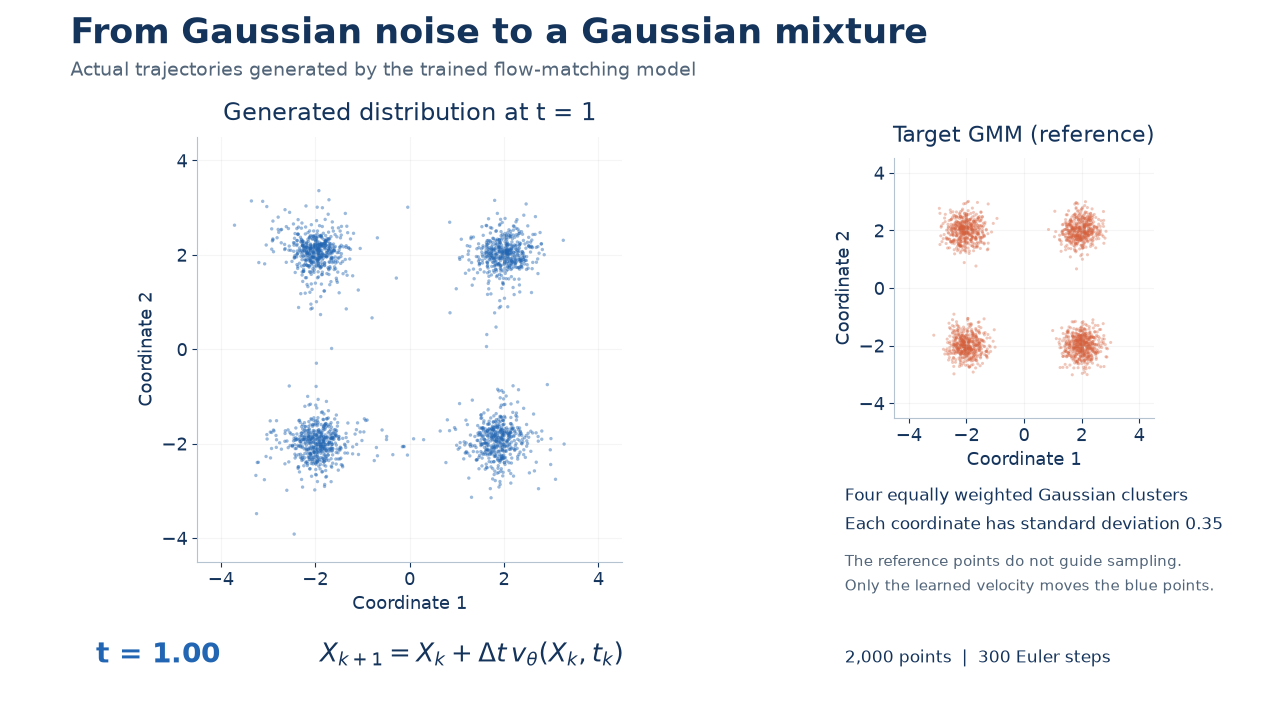 From Gaussian noise to a Gaussian mixture
Actual trajectories generated by the trained flow-matching model
Generated distribution at t = 1
4
2
0
−2
−4
Coordinate 2
−4 −2 0 2 4
Coordinate 1
Target GMM (reference)
4
2
0
−2
−4
Coordinate 2
−4 −2 0 2 4
Coordinate 1
Four equally weighted Gaussian clusters
Each coordinate has standard deviation 0.35
The reference points do not guide sampling.
Only the learned velocity moves the blue points.
t = 1.00
X_{k+1} = X_k + Δt v_θ(X_k, t_k)
2,000 points | 300 Euler steps